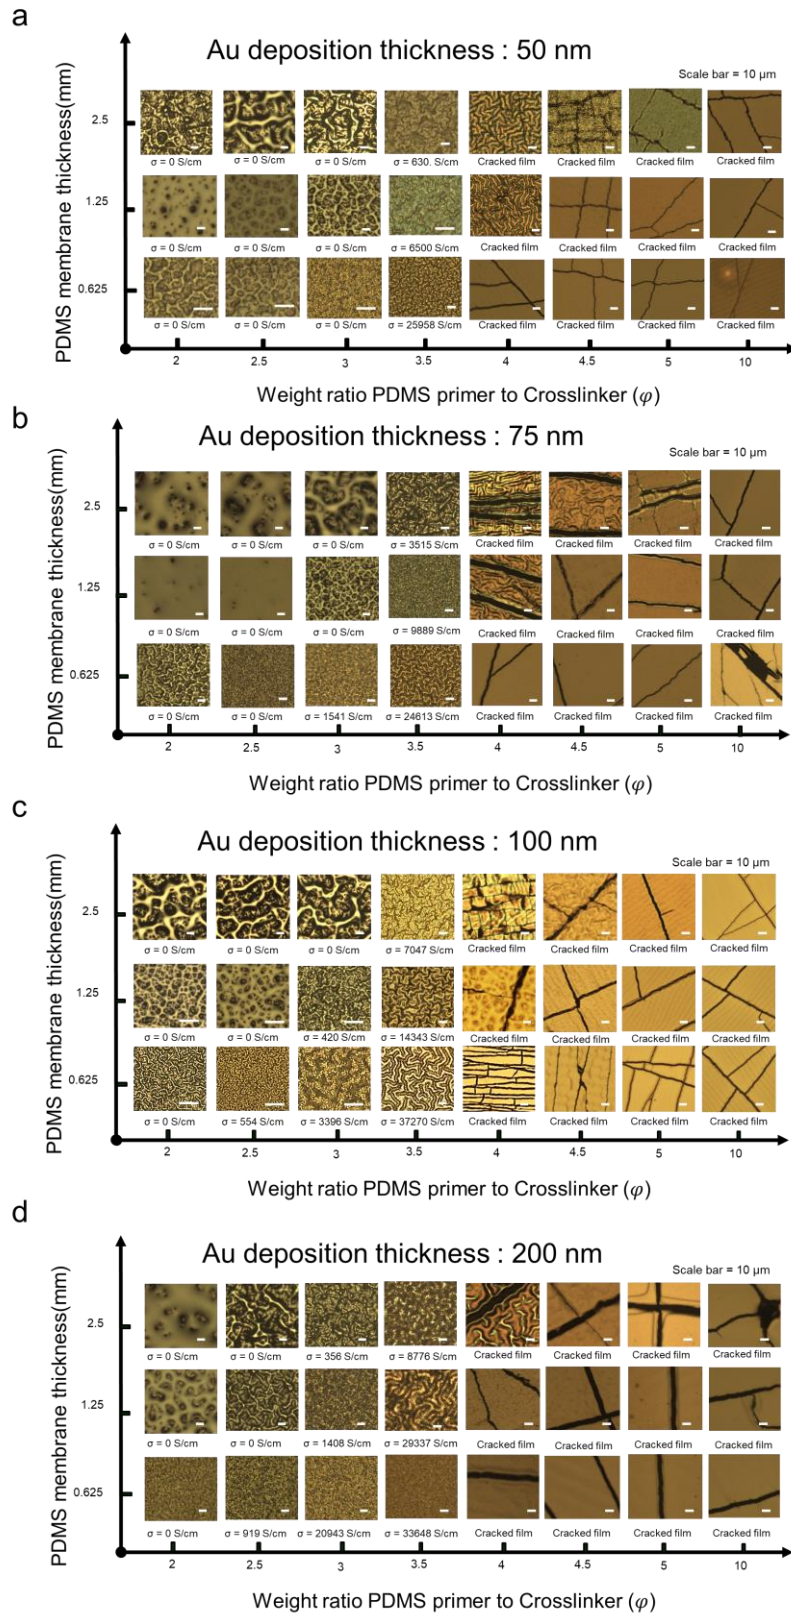 a
Au deposition thickness : 50 nm
Scale bar = 10 µm
PDMS membrane thickness(mm)
2.5
σ = 0 S/cm σ = 0 S/cm σ = 0 S/cm σ = 630. S/cm Cracked film Cracked film Cracked film Cracked film
1.25
σ = 0 S/cm σ = 0 S/cm σ = 0 S/cm σ = 6500 S/cm Cracked film Cracked film Cracked film Cracked film
0.625
σ = 0 S/cm σ = 0 S/cm σ = 0 S/cm σ = 25958 S/cm Cracked film Cracked film Cracked film Cracked film
2 2.5 3 3.5 4 4.5 5 10
Weight ratio PDMS primer to Crosslinker (φ)
b
Au deposition thickness : 75 nm
Scale bar = 10 µm
PDMS membrane thickness(mm)
2.5
σ = 0 S/cm σ = 0 S/cm σ = 0 S/cm σ = 3515 S/cm Cracked film Cracked film Cracked film Cracked film
1.25
σ = 0 S/cm σ = 0 S/cm σ = 0 S/cm σ = 9889 S/cm Cracked film Cracked film Cracked film Cracked film
0.625
σ = 0 S/cm σ = 0 S/cm σ = 1541 S/cm σ = 24613 S/cm Cracked film Cracked film Cracked film Cracked film
2 2.5 3 3.5 4 4.5 5 10
Weight ratio PDMS primer to Crosslinker (φ)
c
Au deposition thickness : 100 nm
Scale bar = 10 µm
PDMS membrane thickness(mm)
2.5
σ = 0 S/cm σ = 0 S/cm σ = 0 S/cm σ = 7047 S/cm Cracked film Cracked film Cracked film Cracked film
1.25
σ = 0 S/cm σ = 0 S/cm σ = 420 S/cm σ = 14343 S/cm Cracked film Cracked film Cracked film Cracked film
0.625
σ = 0 S/cm σ = 554 S/cm σ = 3396 S/cm σ = 37270 S/cm Cracked film Cracked film Cracked film Cracked film
2 2.5 3 3.5 4 4.5 5 10
Weight ratio PDMS primer to Crosslinker (φ)
d
Au deposition thickness : 200 nm
Scale bar = 10 µm
PDMS membrane thickness(mm)
2.5
σ = 0 S/cm σ = 0 S/cm σ = 356 S/cm σ = 8776 S/cm Cracked film Cracked film Cracked film Cracked film
1.25
σ = 0 S/cm σ = 0 S/cm σ = 1408 S/cm σ = 29337 S/cm Cracked film Cracked film Cracked film Cracked film
0.625
σ = 0 S/cm σ = 919 S/cm σ = 20943 S/cm σ = 33648 S/cm Cracked film Cracked film Cracked film Cracked film
2 2.5 3 3.5 4 4.5 5 10
Weight ratio PDMS primer to Crosslinker (φ)